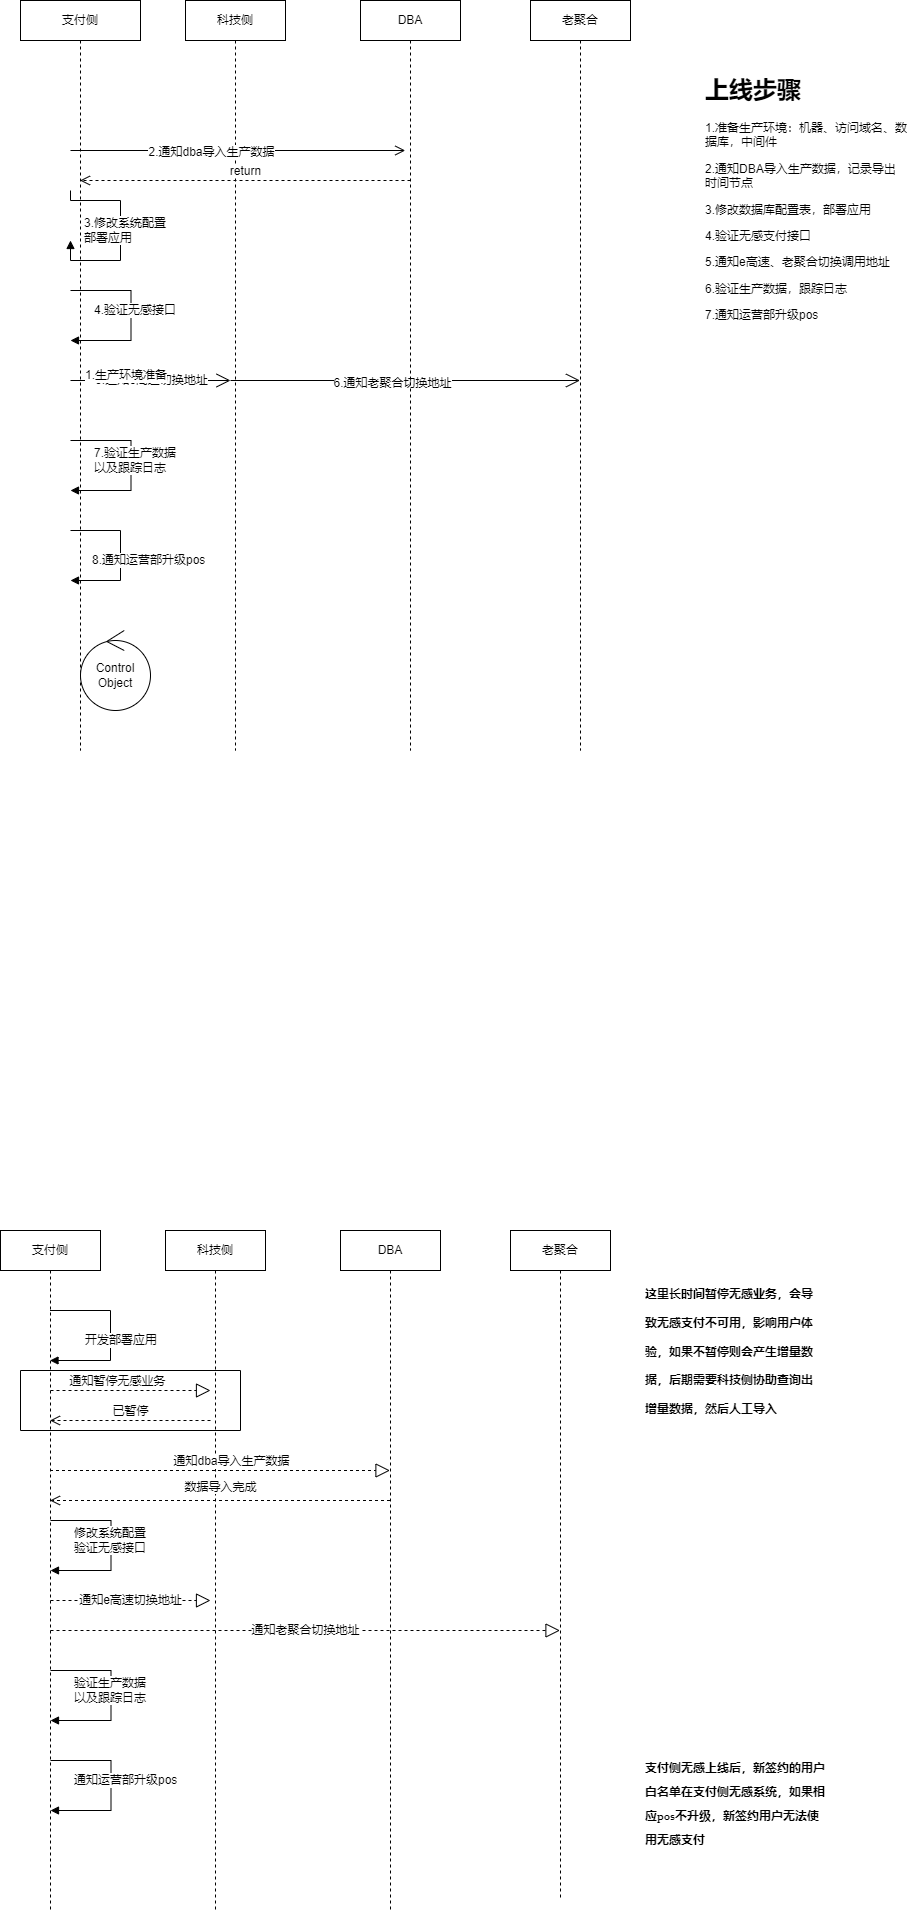 支付侧
科技侧
DBA
老聚合
上线步骤
1.准备生产环境：机器、访问域名、数
据库，中间件
2.通知DBA导入生产数据，记录导出
时间节点
3.修改数据库配置表，部署应用
4.验证无感支付接口
5.通知e高速、老聚合切换调用地址
6.验证生产数据，跟踪日志
7.通知运营部升级pos
2.通知dba导入生产数据
return
3.修改系统配置
部署应用
4.验证无感接口
1.生产环境准备
切换地址
6.通知老聚合切换地址
7.验证生产数据
以及跟踪日志
8.通知运营部升级pos
Control
Object
支付侧
科技侧
DBA
老聚合
开发部署应用
通知暂停无感业务
已暂停
通知dba导入生产数据
数据导入完成
修改系统配置
验证无感接口
通知e高速切换地址
通知老聚合切换地址
验证生产数据
以及跟踪日志
通知运营部升级pos
这里长时间暂停无感业务，会导
致无感支付不可用，影响用户体
验，如果不暂停则会产生增量数
据，后期需要科技侧协助查询出
增量数据，然后人工导入
支付侧无感上线后，新签约的用户
白名单在支付侧无感系统，如果相
应pos不升级，新签约用户无法使
用无感支付